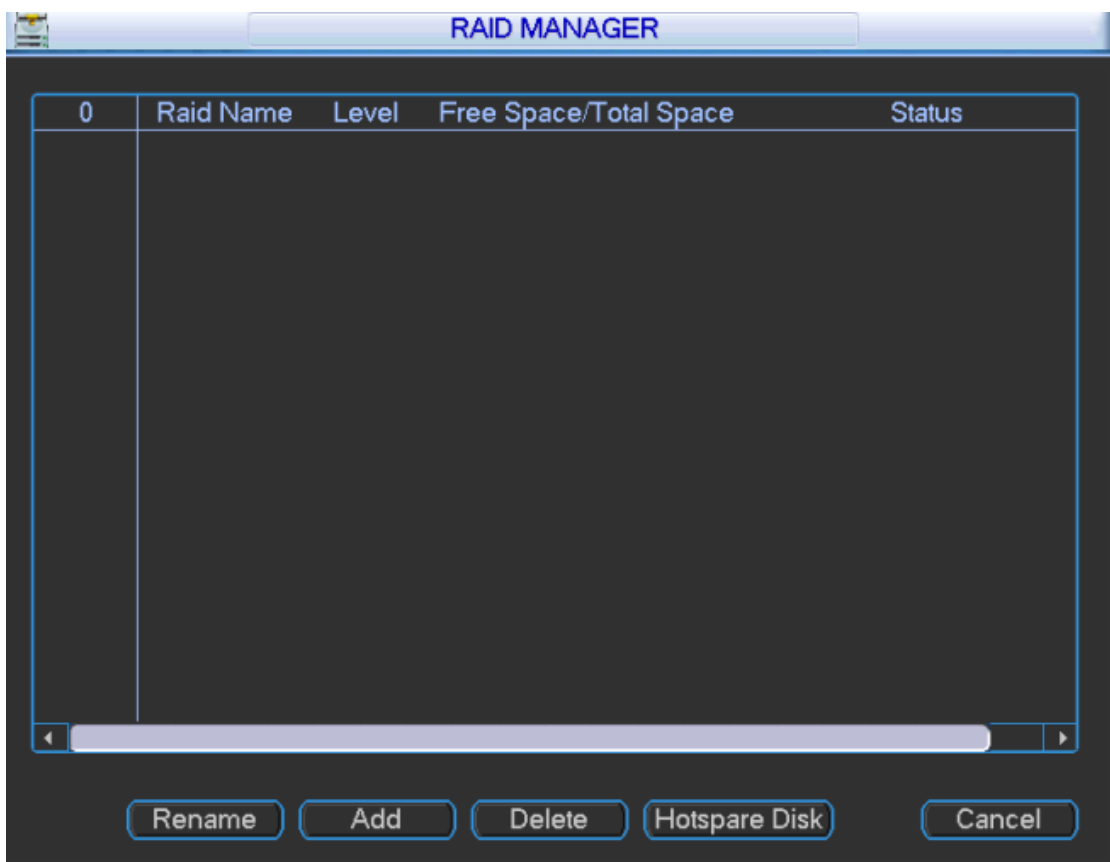 RAID MANAGER
0 Raid Name Level Free Space/Total Space Status
Rename Add Delete Hotspare Disk Cancel